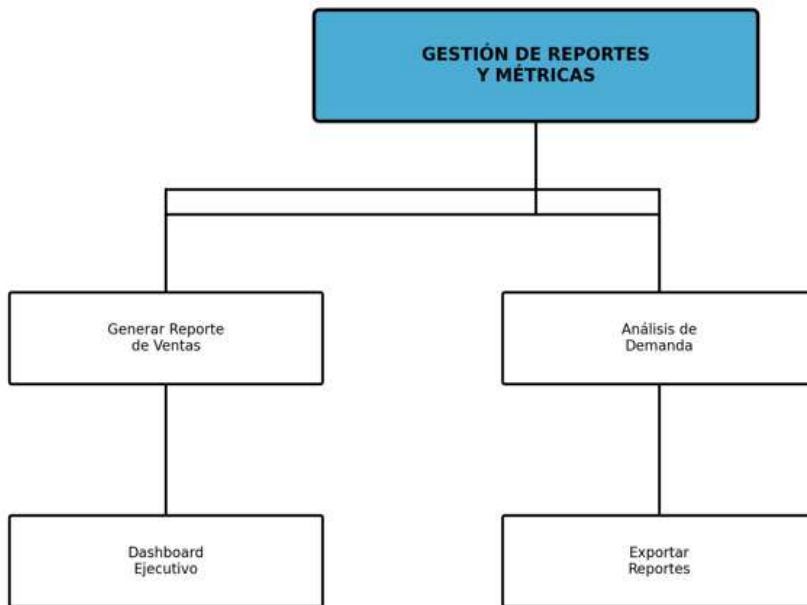 GESTIÓN DE REPORTES
Y MÉTRICAS
Generar Reporte
de Ventas
Análisis de
Demanda
Dashboard
Ejecutivo
Exportar
Reportes